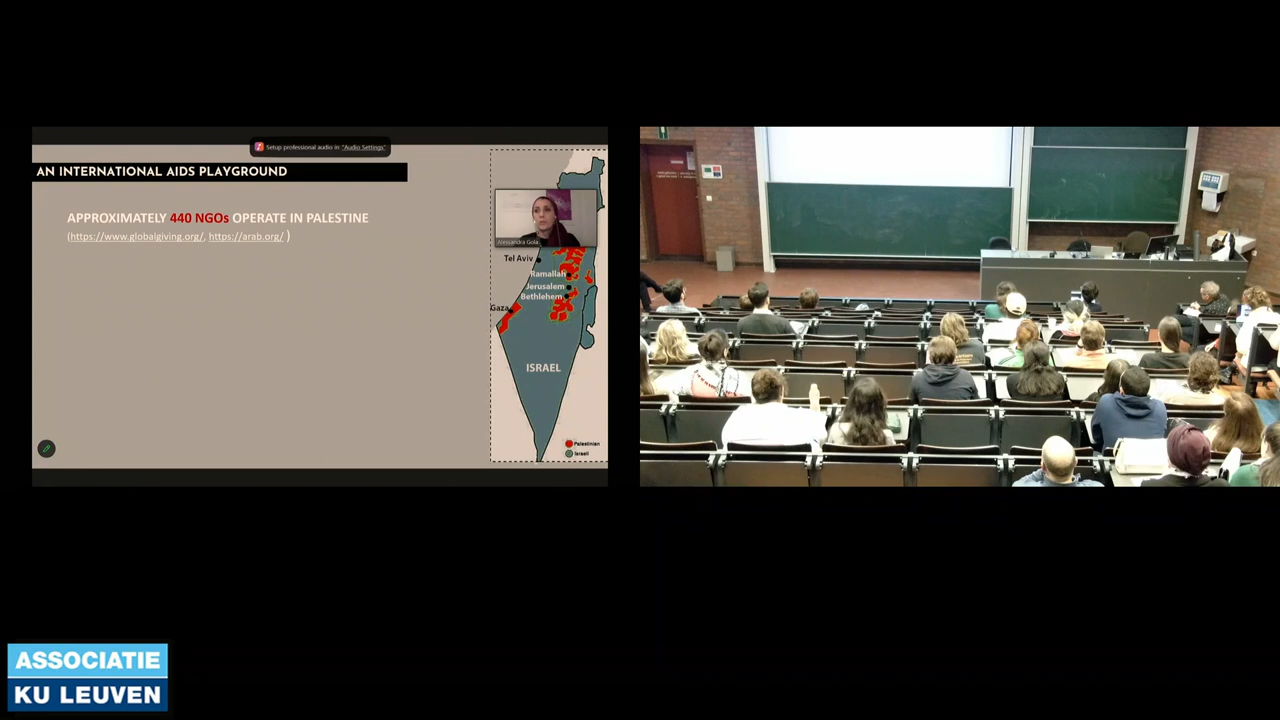 Setup professional audio in "Audio Settings"
AN INTERNATIONAL AIDS PLAYGROUND
APPROXIMATELY 440 NGOs OPERATE IN PALESTINE
(https://www.globalgiving.org/, https://arab.org/ )
Alessandra Gola
Tel Aviv
Ramallah
Jerusalem
Bethlehem
Gaza
ISRAEL
Palestinian
Israeli
ASSOCIATIE
KU LEUVEN